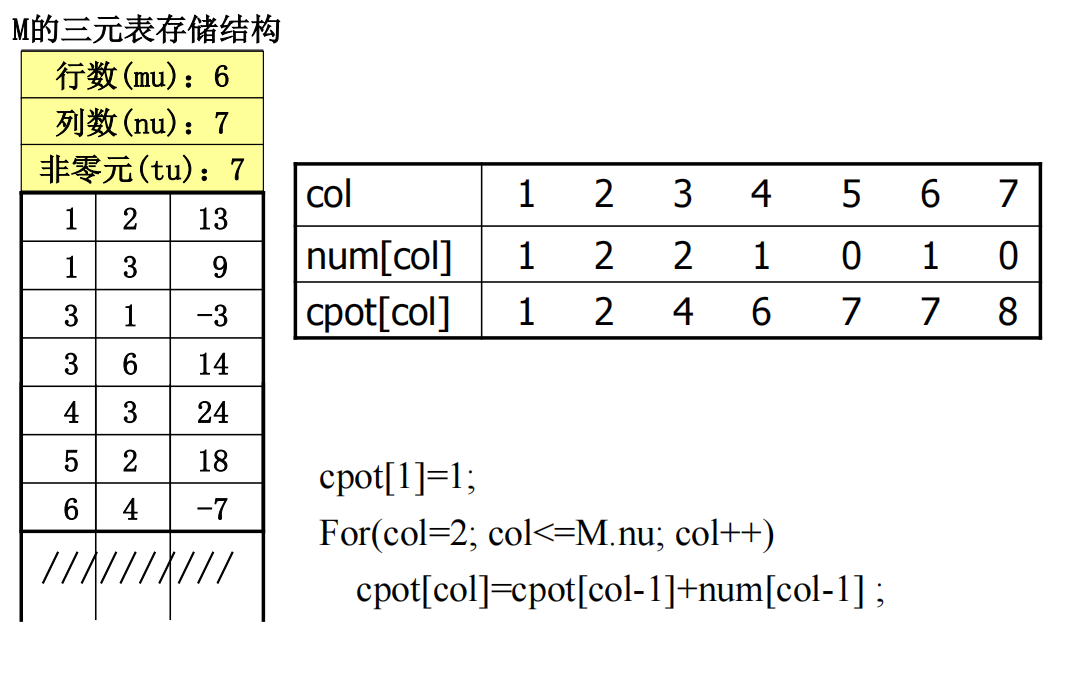 M的三元表存储结构
行数(mu): 6
列数(nu): 7
非零元(tu): 7
1 2 13
1 3 9
3 1 -3
3 6 14
4 3 24
5 2 18
6 4 -7
col 1 2 3 4 5 6 7
num[col] 1 2 2 1 0 1 0
cpot[col] 1 2 4 6 7 7 8
cpot[1]=1;
For(col=2; col<=M.nu; col++)
cpot[col]=cpot[col-1]+num[col-1] ;